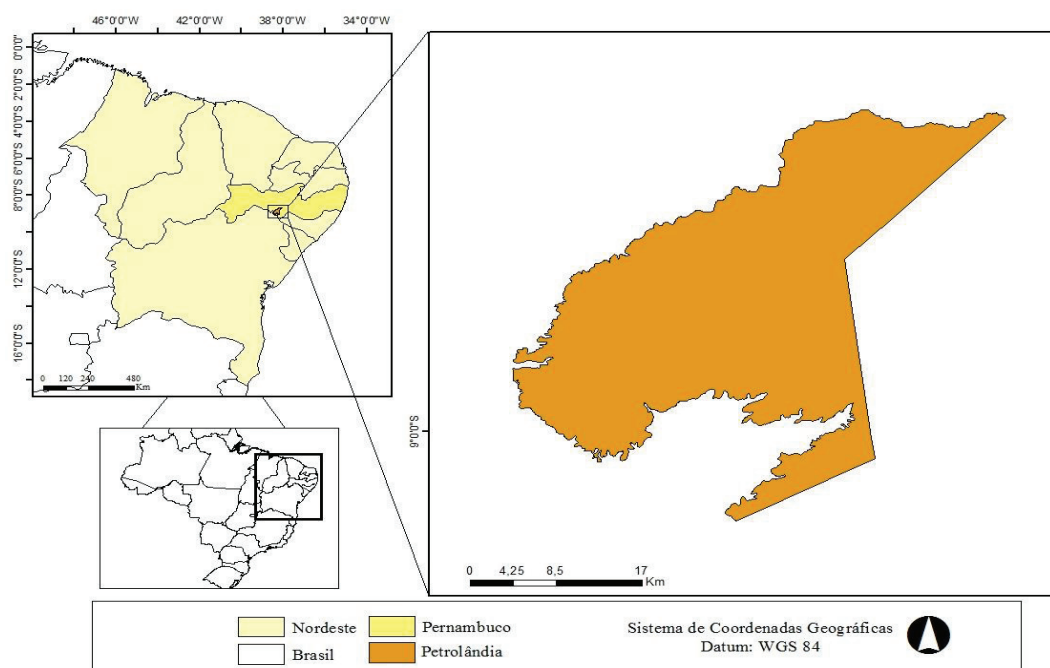 46°0'0"W 42°0'0"W 38°0'0"W 34°0'0"W
0°0'0"
2°0'0"S
4°0'0"S
6°0'0"S
8°0'0"S
12°0'0"S
16°0'0"S
0 120 240 480
Km
9°0'0"S
0 4,25 8,5 17
Km
Nordeste
Pernambuco
Brasil
Petrolândia
Sistema de Coordenadas Geográficas
Datum: WGS 84